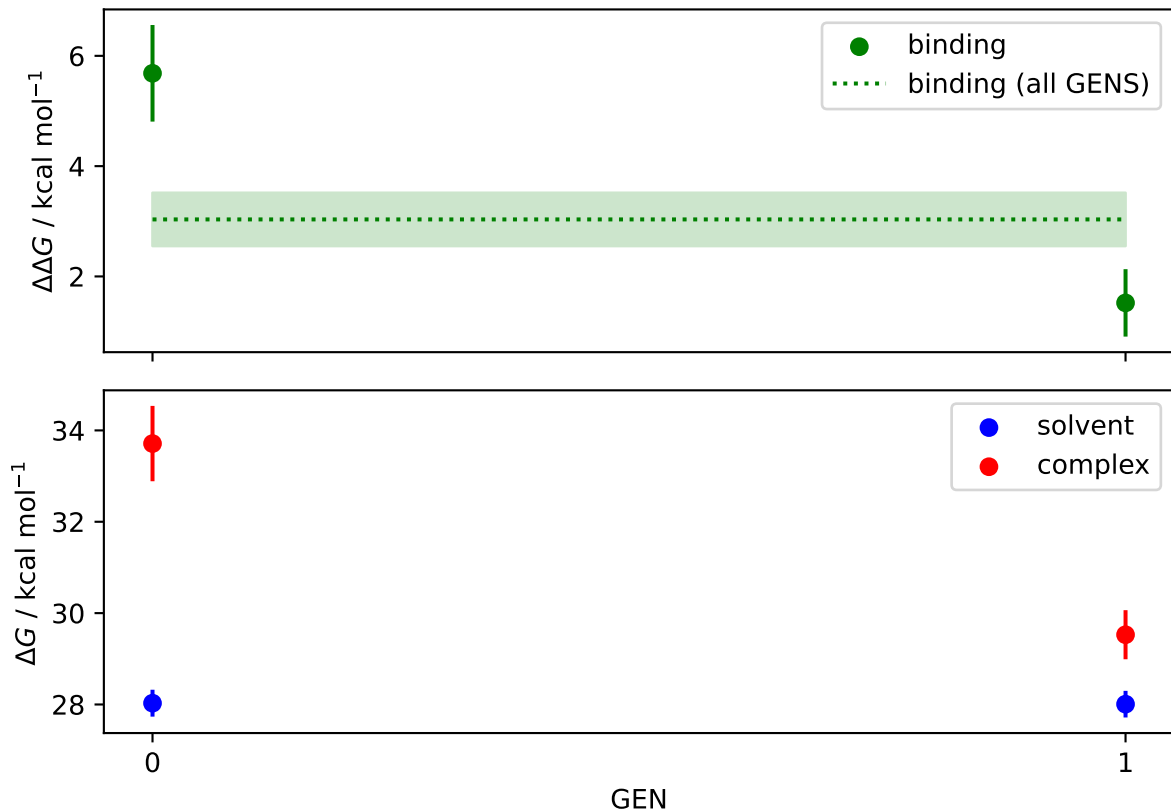 6
4
2
ΔΔG / kcal mol⁻¹
binding
binding (all GENS)
34
32
30
28
ΔG / kcal mol⁻¹
solvent
complex
0
1
GEN